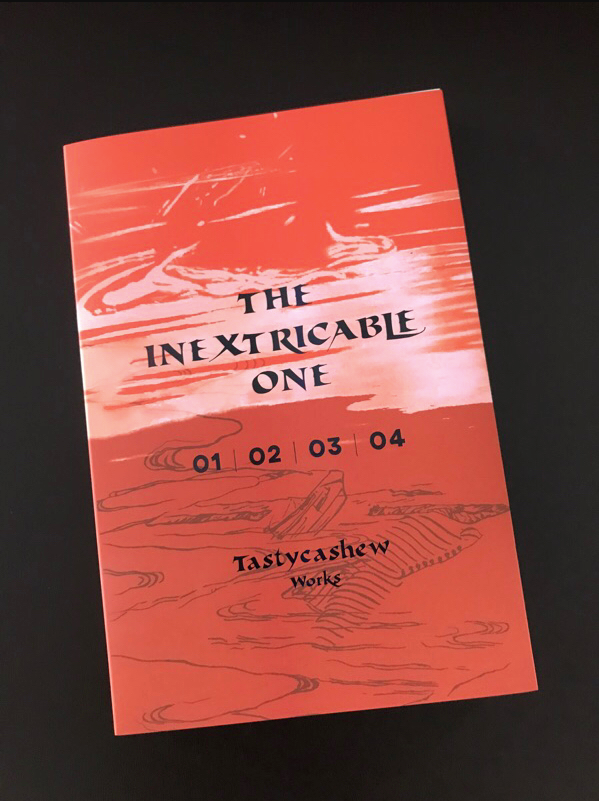 THE
INEXTRICABLE
ONE
01 | 02 | 03 | 04
Tastycashew
Works